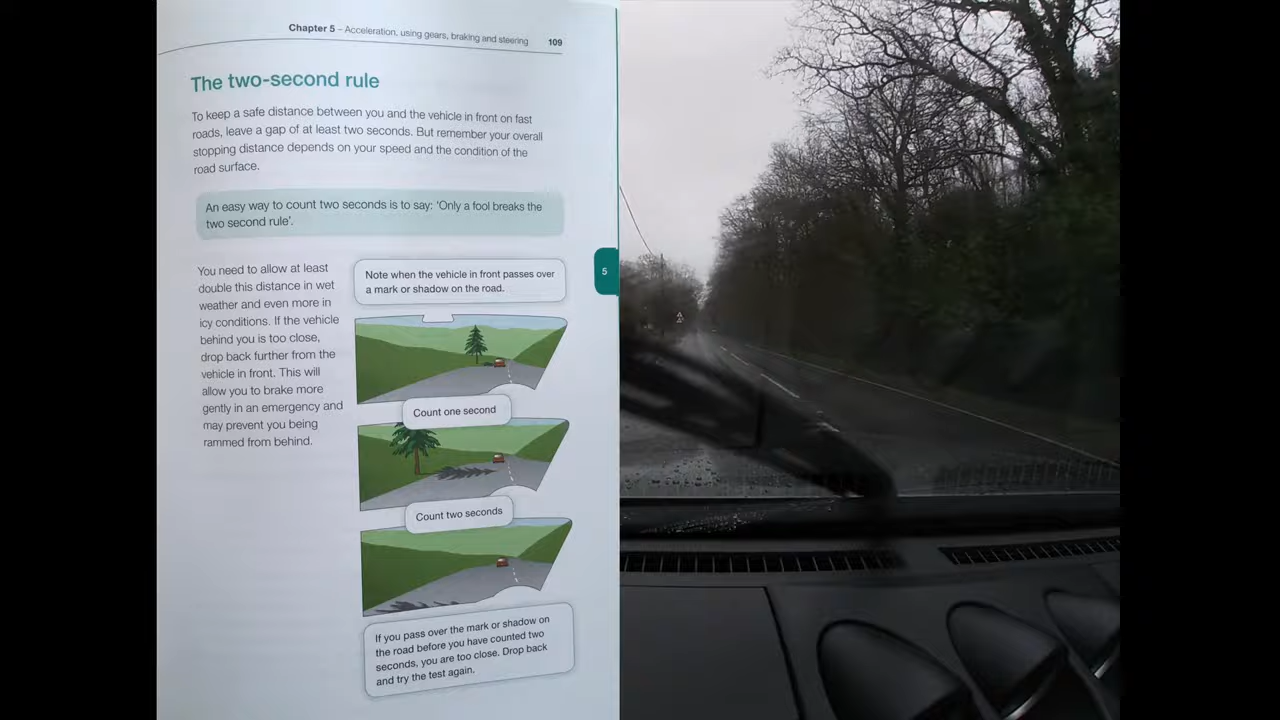 Chapter 5 – Acceleration, using gears, braking and steering 109
The two-second rule
To keep a safe distance between you and the vehicle in front on fast
roads, leave a gap of at least two seconds. But remember your overall
stopping distance depends on your speed and the condition of the
road surface.
An easy way to count two seconds is to say: ‘Only a fool breaks the
two second rule’.
You need to allow at least
double this distance in wet
weather and even more in
icy conditions. If the vehicle
behind you is too close,
drop back further from the
vehicle in front. This will
allow you to brake more
gently in an emergency and
may prevent you being
rammed from behind.
Note when the vehicle in front passes over
a mark or shadow on the road.
Count one second
Count two seconds
If you pass over the mark or shadow on
the road before you have counted two
seconds, you are too close. Drop back
and try the test again.
5